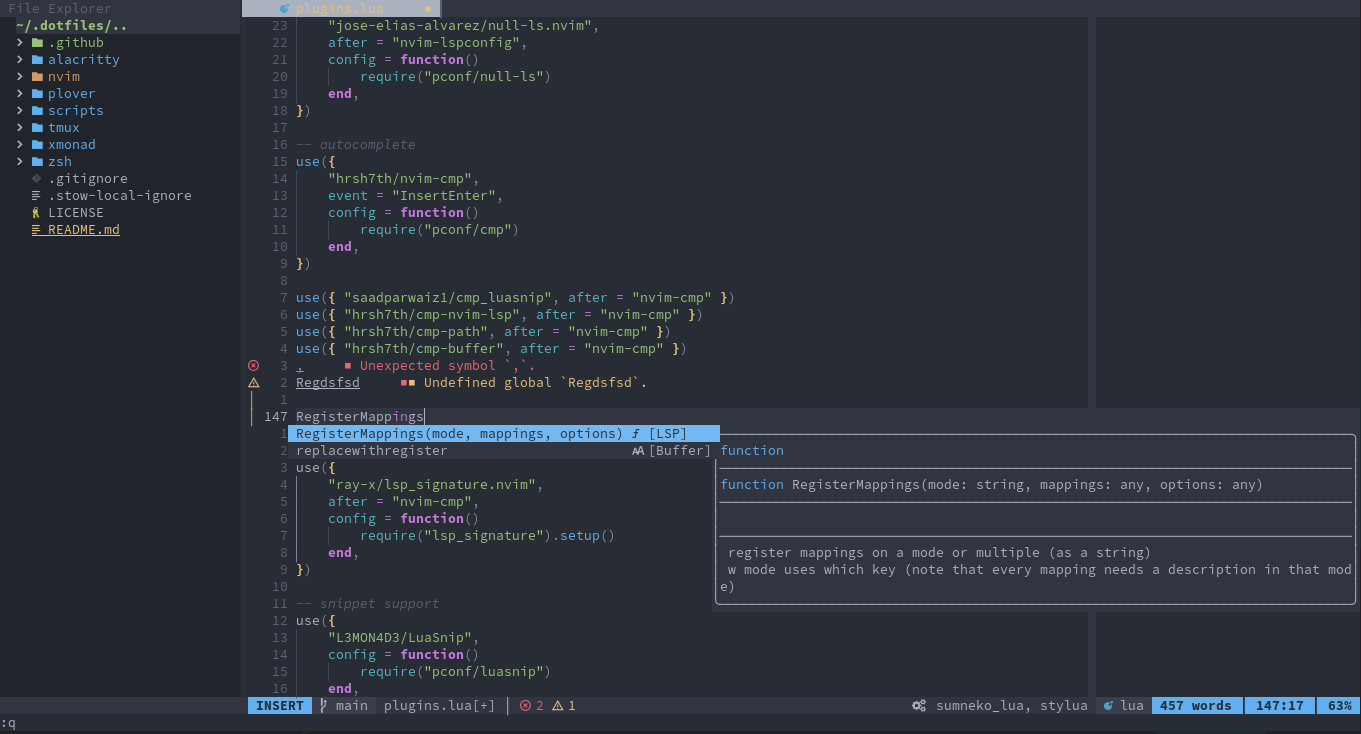 File Explorer
~/.dotfiles/..
.github
alacritty
nvim
plover
scripts
tmux
xmonad
zsh
.gitignore
.stow-local-ignore
LICENSE
README.md
plugins.lua
23 "jose-elias-alvarez/null-ls.nvim",
22 after = "nvim-lspconfig",
21 config = function()
20 require("pconf/null-ls")
19 end,
18 })
17
16 -- autocomplete
15 use({
14 "hrsh7th/nvim-cmp",
13 event = "InsertEnter",
12 config = function()
11 require("pconf/cmp")
10 end,
9 })
8
7 use({ "saadparwaiz1/cmp_luasnip", after = "nvim-cmp" })
6 use({ "hrsh7th/cmp-nvim-lsp", after = "nvim-cmp" })
5 use({ "hrsh7th/cmp-path", after = "nvim-cmp" })
4 use({ "hrsh7th/cmp-buffer", after = "nvim-cmp" })
3 , ■ Unexpected symbol `,`.
2 Regdsfsd ■■ Undefined global `Regdsfsd`.
1
147 RegisterMappings
1 RegisterMappings(mode, mappings, options) ƒ [LSP]
2 replacewithregister [Buffer]
3 use({
4 "ray-x/lsp_signature.nvim",
5 after = "nvim-cmp",
6 config = function()
7 require("lsp_signature").setup()
8 end,
9 })
10
11 -- snippet support
12 use({
13 "L3MON4D3/LuaSnip",
14 config = function()
15 require("pconf/luasnip")
16 end,
function
function RegisterMappings(mode: string, mappings: any, options: any)
register mappings on a mode or multiple (as a string)
w mode uses which key (note that every mapping needs a description in that mod
e)
INSERT main plugins.lua[+] 2 1 sumneko_lua, stylua lua 457 words 147:17 63%
:q